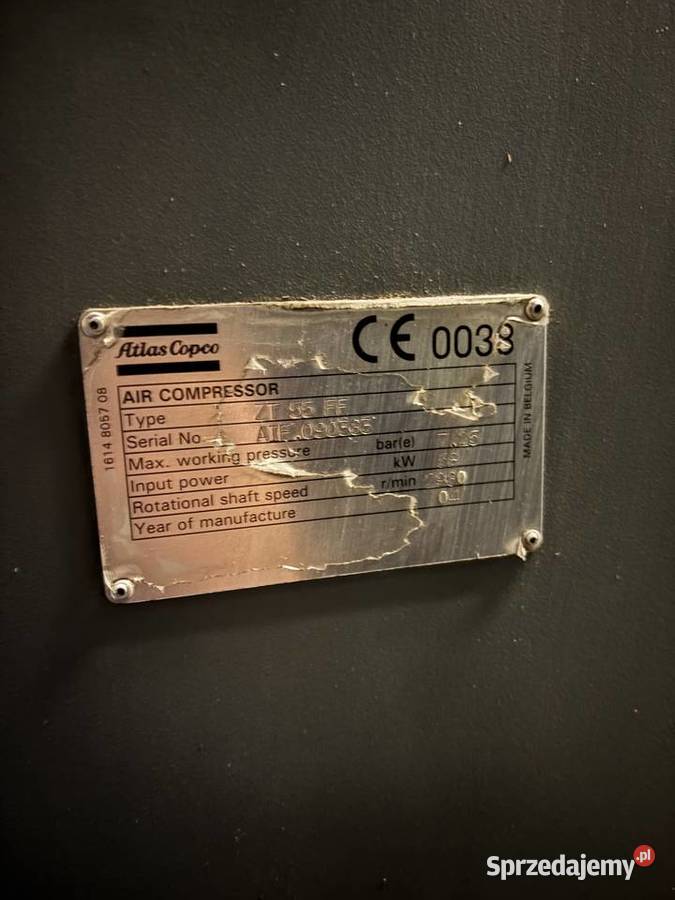 Atlas Copco
CE 0038
AIR COMPRESSOR
Type ZT 55 FF
Serial No
Max. working pressure bar(e)
Input power kW
Rotational shaft speed r/min
Year of manufacture 04
1614 8057 08
MADE IN BELGIUM
Sprzedajemy.pl